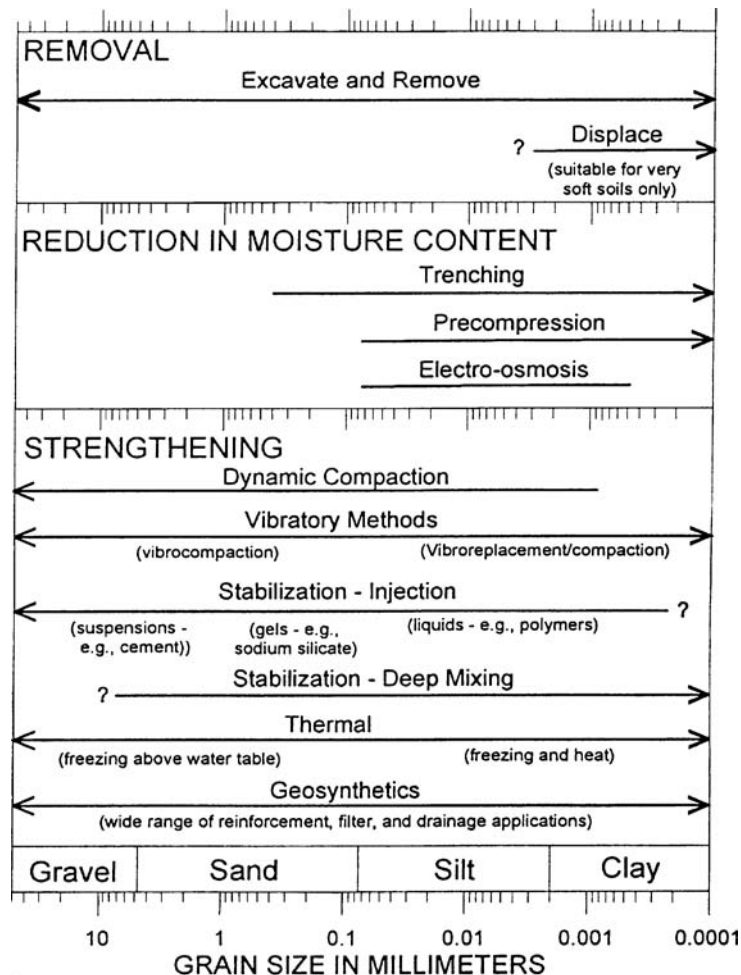 REMOVAL
Excavate and Remove
? Displace
(suitable for very
soft soils only)
REDUCTION IN MOISTURE CONTENT
Trenching
Precompression
Electro-osmosis
STRENGTHENING
Dynamic Compaction
Vibratory Methods
(vibrocompaction) (Vibroreplacement/compaction)
Stabilization - Injection
?
(suspensions - (gels - e.g., (liquids - e.g., polymers)
e.g., cement)) sodium silicate)
? Stabilization - Deep Mixing
Thermal
(freezing above water table) (freezing and heat)
Geosynthetics
(wide range of reinforcement, filter, and drainage applications)
Gravel Sand Silt Clay
10 1 0.1 0.01 0.001 0.0001
GRAIN SIZE IN MILLIMETERS